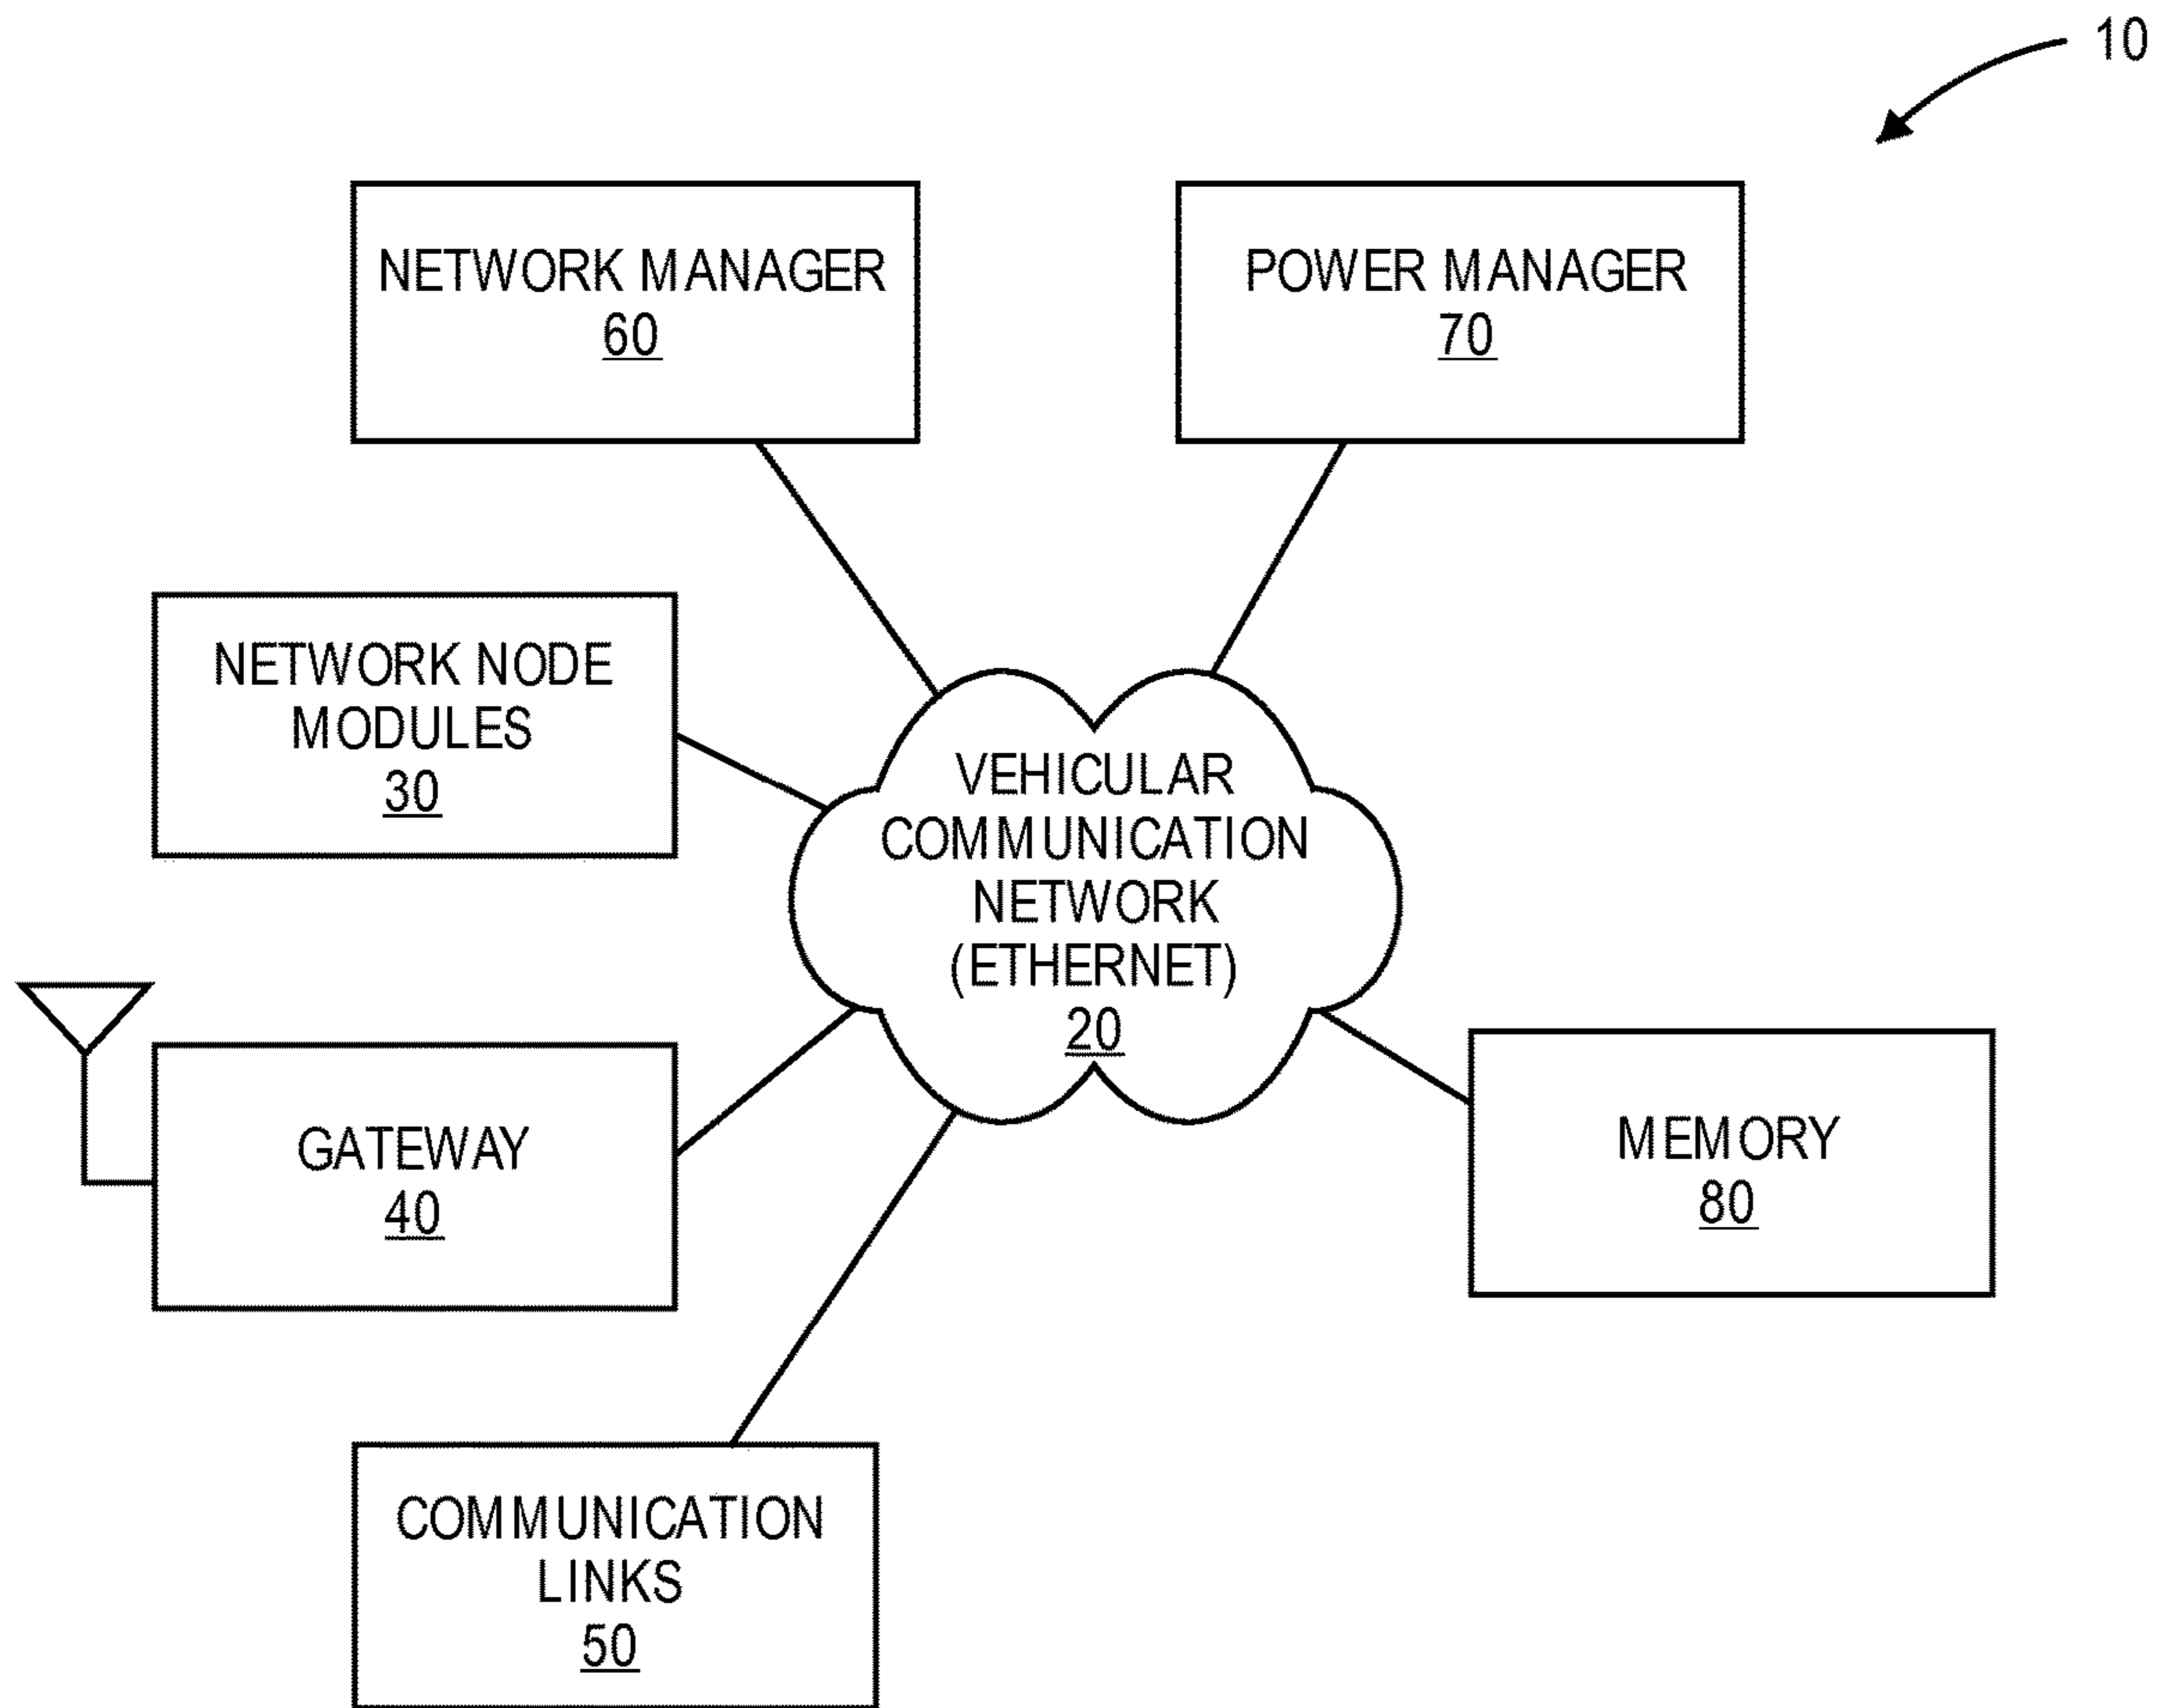 10
NETWORK MANAGER
60
POWER MANAGER
70
NETWORK NODE
MODULES
30
VEHICULAR
COMMUNICATION
NETWORK
(ETHERNET)
20
GATEWAY
40
MEMORY
80
COMMUNICATION
LINKS
50